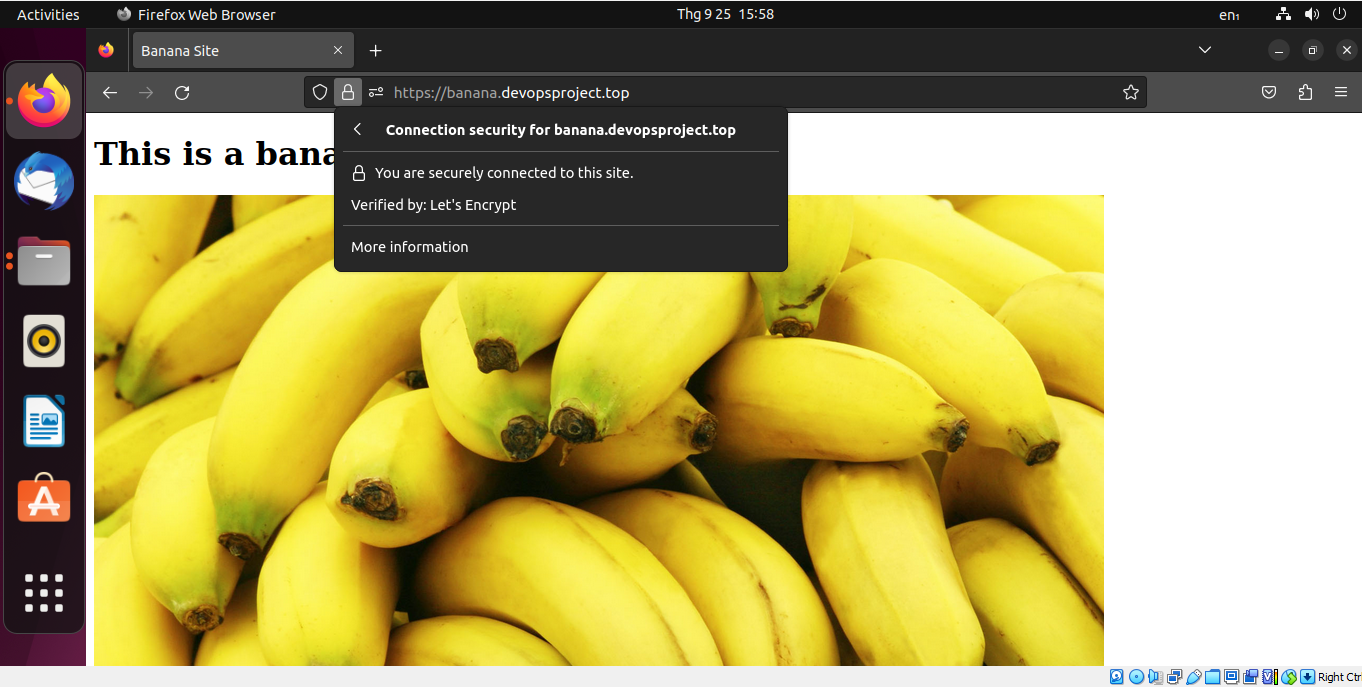 Activities
Firefox Web Browser
Thg 9 25 15:58
en₁
Banana Site
https://banana.devopsproject.top
Connection security for banana.devopsproject.top
This is a bana
You are securely connected to this site.
Verified by: Let's Encrypt
More information
Right Ctrl